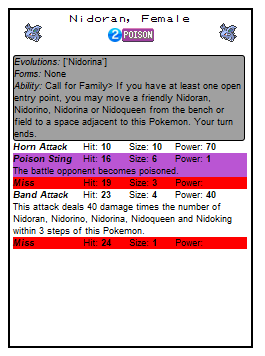 Nidoran, Female
2 POISON
Evolutions: ['Nidorina']
Forms: None
Ability: Call for Family> If you have at least one open
entry point, you may move a friendly Nidoran,
Nidorino, Nidorina or Nidoqueen from the bench or
field to a space adjacent to this Pokemon. Your turn
ends.
Horn Attack Hit: 10 Size: 10 Power: 70
Poison Sting Hit: 16 Size: 6 Power: 1
The battle opponent becomes poisoned.
Miss Hit: 19 Size: 3 Power:
Band Attack Hit: 23 Size: 4 Power: 40
This attack deals 40 damage times the number of
Nidoran, Nidorino, Nidorina, Nidoqueen and Nidoking
within 3 steps of this Pokemon.
Miss Hit: 24 Size: 1 Power: